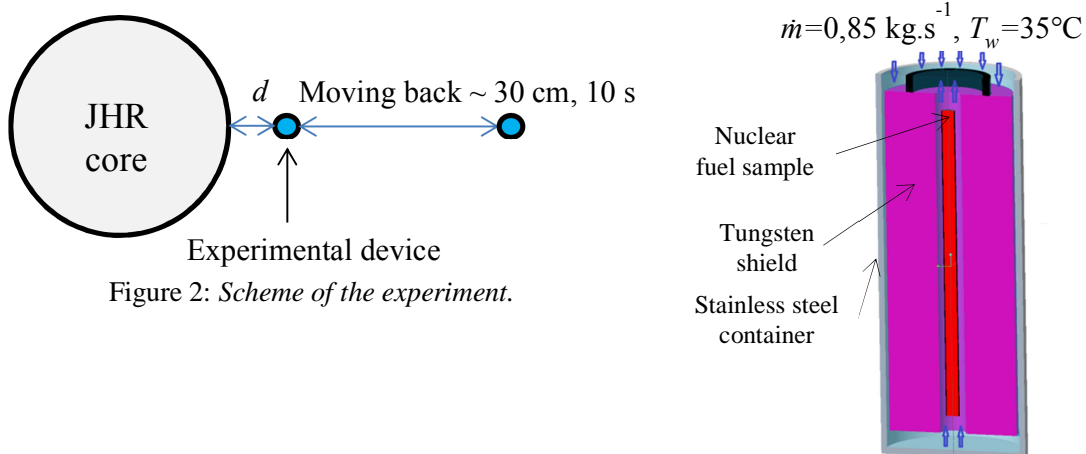 JHR
core
d
Moving back ~ 30 cm, 10 s
Experimental device
Figure 2: Scheme of the experiment.
ṁ=0,85 kg.s⁻¹, T_w=35°C
Nuclear
fuel sample
Tungsten
shield
Stainless steel
container